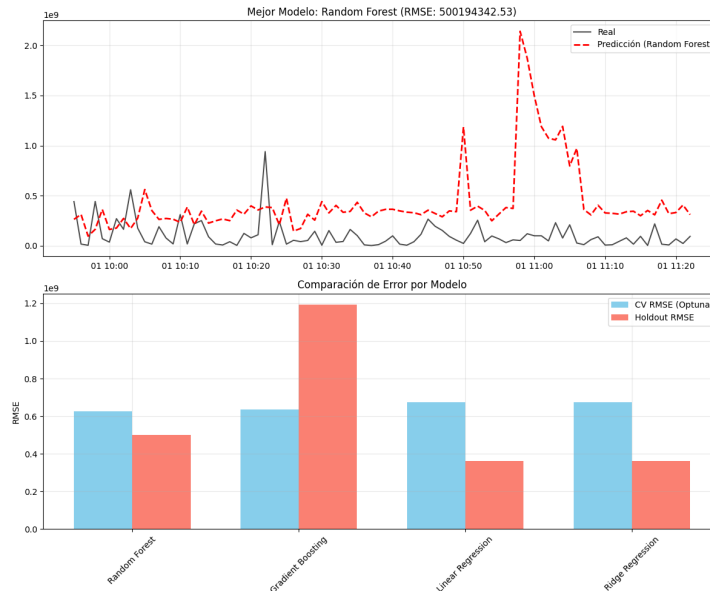 Mejor Modelo: Random Forest (RMSE: 500194342.53)
1e9
Real
Predicción (Random Forest
2.0
1.5
1.0
0.5
0.0
01 10:00
01 10:10
01 10:20
01 10:30
01 10:40
01 10:50
01 11:00
01 11:10
01 11:20
Comparación de Error por Modelo
1e9
CV RMSE (Optuna
Holdout RMSE
1.2
1.0
0.8
0.6
0.4
0.2
0.0
RMSE
Random Forest
Gradient Boosting
Linear Regression
Ridge Regression